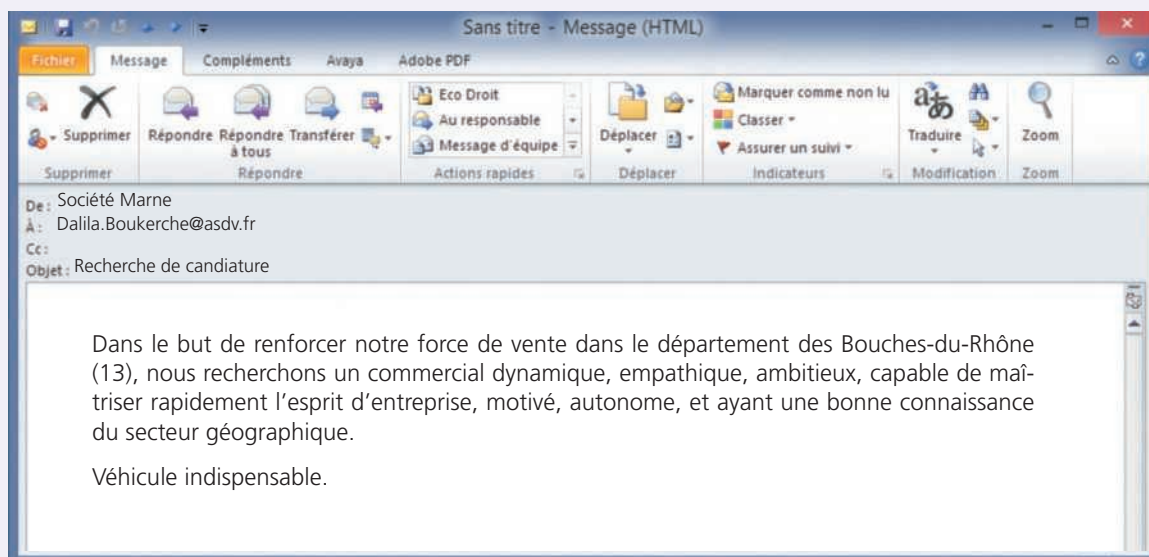 Sans titre - Message (HTML)
Fichier Message Compléments Avaya Adobe PDF
Supprimer
Répondre Répondre à tous Transférer
Eco Droit
Au responsable
Message d'équipe
Déplacer
Marquer comme non lu
Classer
Assurer un suivi
Traduire
Zoom
Supprimer Répondre Actions rapides Déplacer Indicateurs Modification Zoom
De : Société Marne
À : Dalila.Boukerche@asdv.fr
Cc :
Objet : Recherche de candiature
Dans le but de renforcer notre force de vente dans le département des Bouches-du-Rhône
(13), nous recherchons un commercial dynamique, empathique, ambitieux, capable de maî-
triser rapidement l'esprit d'entreprise, motivé, autonome, et ayant une bonne connaissance
du secteur géographique.
Véhicule indispensable.